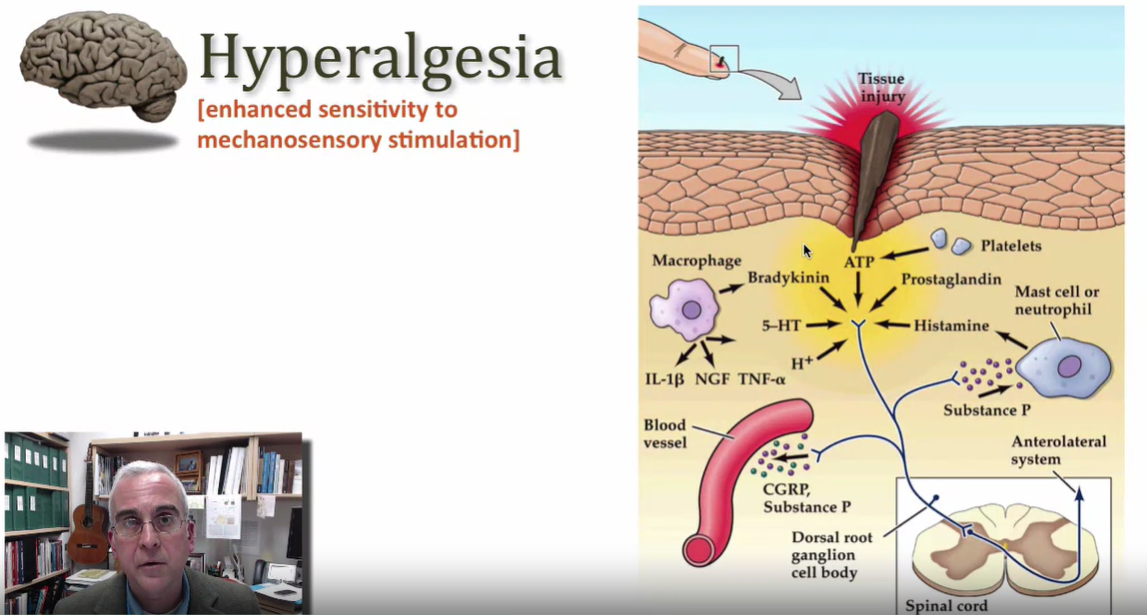 Hyperalgesia
[enhanced sensitivity to
mechanosensory stimulation]
Tissue
injury
Platelets
Macrophage
ATP
Bradykinin
Prostaglandin
Mast cell or
neutrophil
5–HT
Histamine
H+
IL-1β NGF TNF-α
Substance P
Blood
vessel
Anterolateral
system
CGRP,
Substance P
Dorsal root
ganglion
cell body
Spinal cord